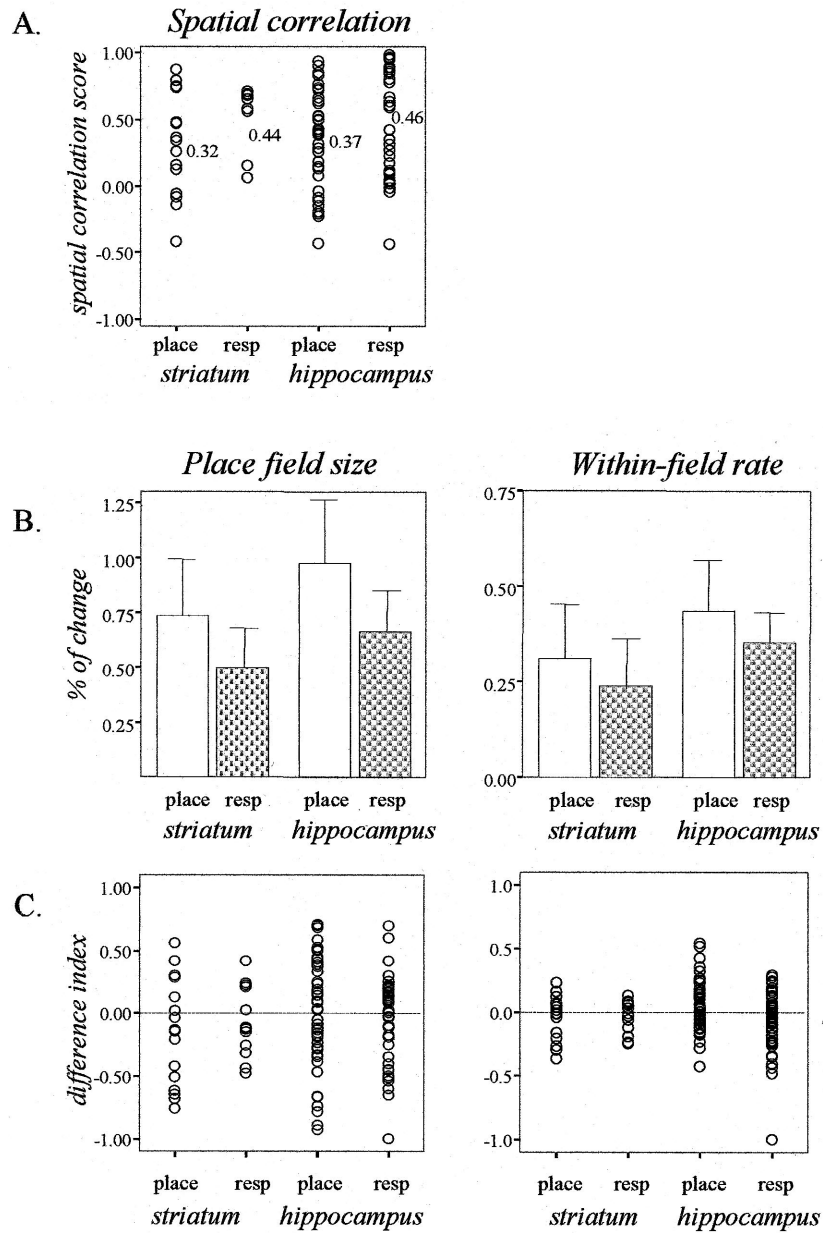 A.
Spatial correlation
spatial correlation score
1.00
0.50
0.00
-0.50
-1.00
0.32
0.44
0.37
0.46
place resp place resp
striatum hippocampus
B.
Place field size
% of change
1.25
1.00
0.75
0.50
0.25
place resp place resp
striatum hippocampus
Within-field rate
0.75
0.50
0.25
0.00
place resp place resp
striatum hippocampus
C.
difference index
1.00
0.50
0.00
-0.50
-1.00
place resp place resp
striatum hippocampus
1.0
0.5
0.0
-0.5
-1.0
place resp place resp
striatum hippocampus